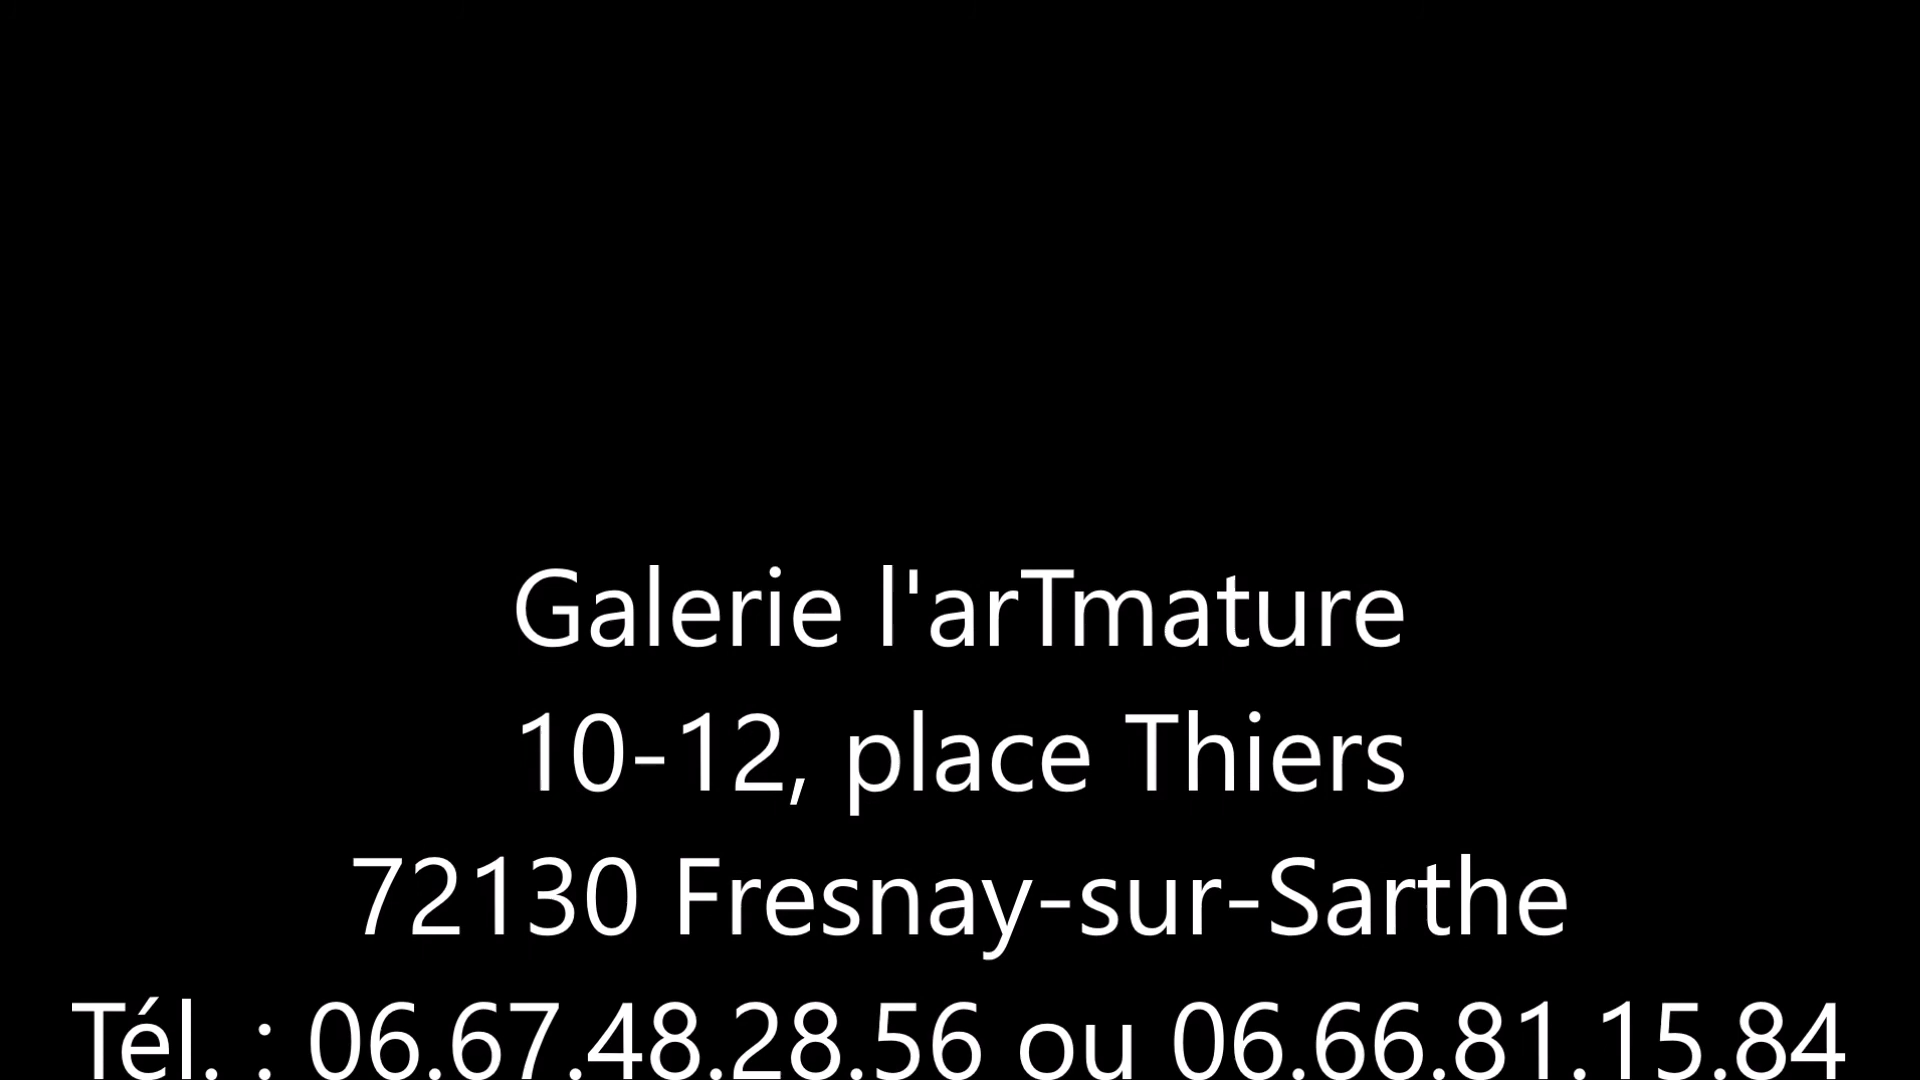 Galerie l'arTmature
10-12, place Thiers
72130 Fresnay-sur-Sarthe
Tél. : 06.67.48.28.56 ou 06.66.81.15.84